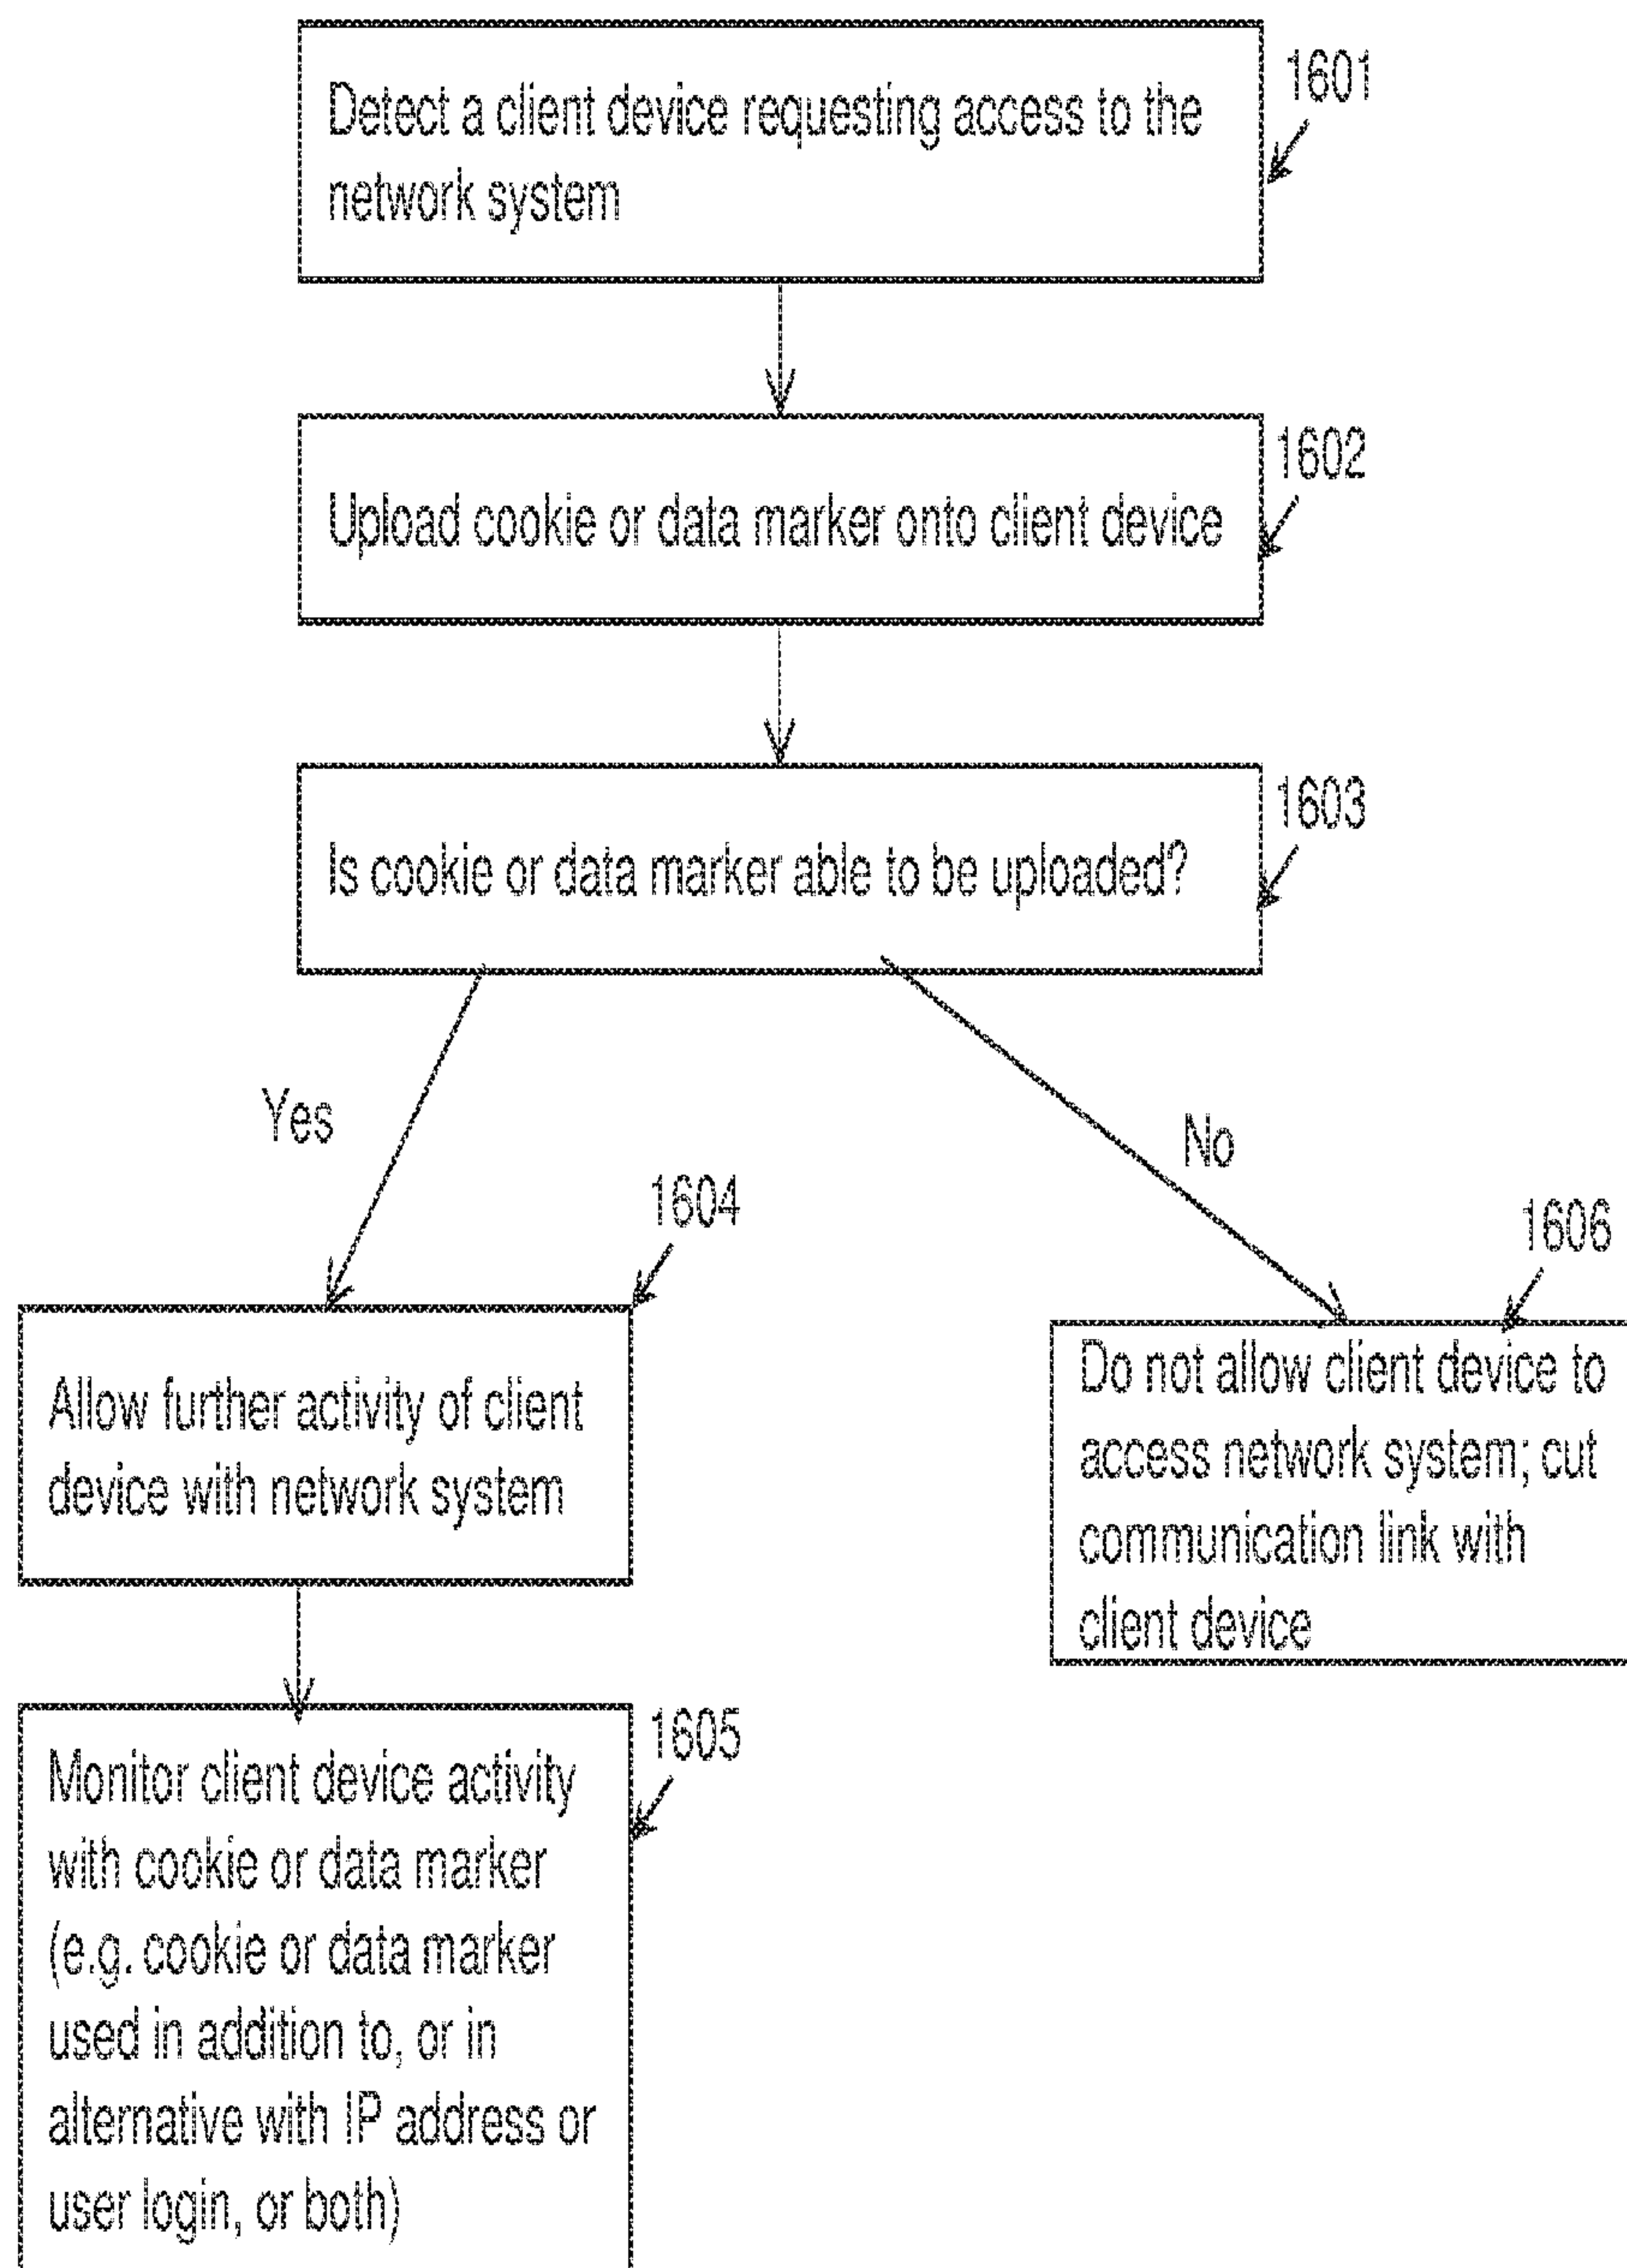 Detect a client device requesting access to the
network system
1601
Upload cookie or data marker onto client device
1602
Is cookie or data marker able to be uploaded?
1603
Yes
No
1604
Allow further activity of client
device with network system
1606
Do not allow client device to
access network system; cut
communication link with
client device
1605
Monitor client device activity
with cookie or data marker
(e.g. cookie or data marker
used in addition to, or in
alternative with IP address or
user login, or both)